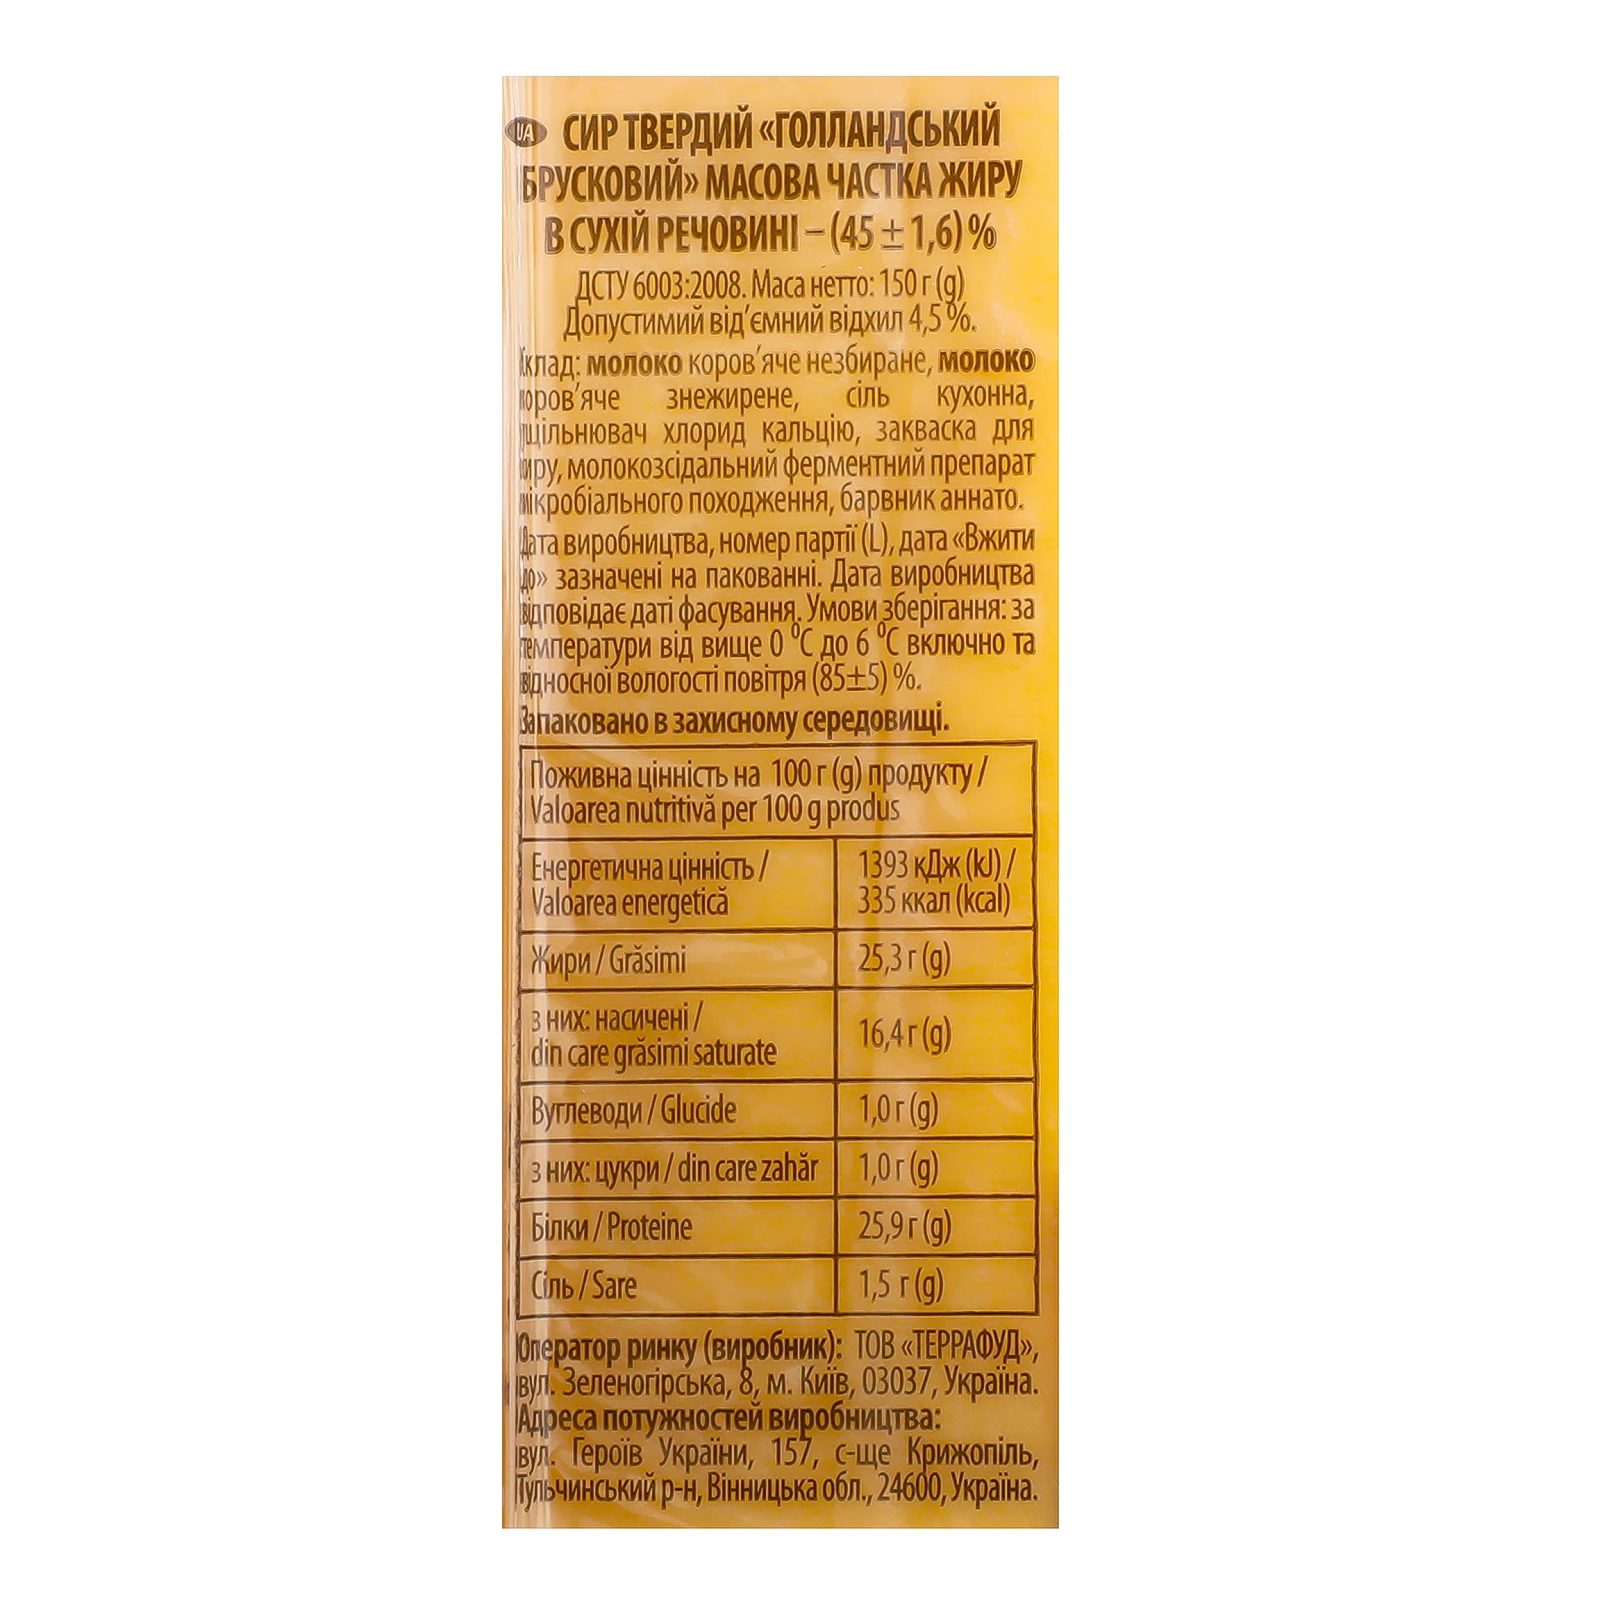 UA СИР ТВЕРДИЙ «ГОЛЛАНДСЬКИЙ
БРУСКОВИЙ» МАСОВА ЧАСТКА ЖИРУ
В СУХІЙ РЕЧОВИНІ – (45 ± 1,6) %
ДСТУ 6003:2008. Маса нетто: 150 г (g)
Допустимий від’ємний відхил 4,5 %.
Склад: молоко коров’яче незбиране, молоко
коров’яче знежирене, сіль кухонна,
ущільнювач хлорид кальцію, закваска для
сиру, молокозсідальний ферментний препарат
мікробіального походження, барвник аннато.
Дата виробництва, номер партії (L), дата «Вжити
до» зазначені на пакованні. Дата виробництва
відповідає даті фасування. Умови зберігання: за
температури від вище 0 °С до 6 °С включно та
відносної вологості повітря (85±5) %.
Запаковано в захисному середовищі.
Поживна цінність на 100 г (g) продукту /
Valoarea nutritivă per 100 g produs
Енергетична цінність / 1393 кДж (kJ) /
Valoarea energetică 335 ккал (kcal)
Жири / Grăsimi 25,3 г (g)
з них: насичені /
din care grăsimi saturate 16,4 г (g)
Вуглеводи / Glucide 1,0 г (g)
з них: цукри / din care zahăr 1,0 г (g)
Білки / Proteine 25,9 г (g)
Сіль / Sare 1,5 г (g)
Оператор ринку (виробник): ТОВ «ТЕРРАФУД»,
вул. Зеленогірська, 8, м. Київ, 03037, Україна.
Адреса потужностей виробництва:
вул. Героїв України, 157, с-ще Крижопіль,
Тульчинський р-н, Вінницька обл., 24600, Україна.